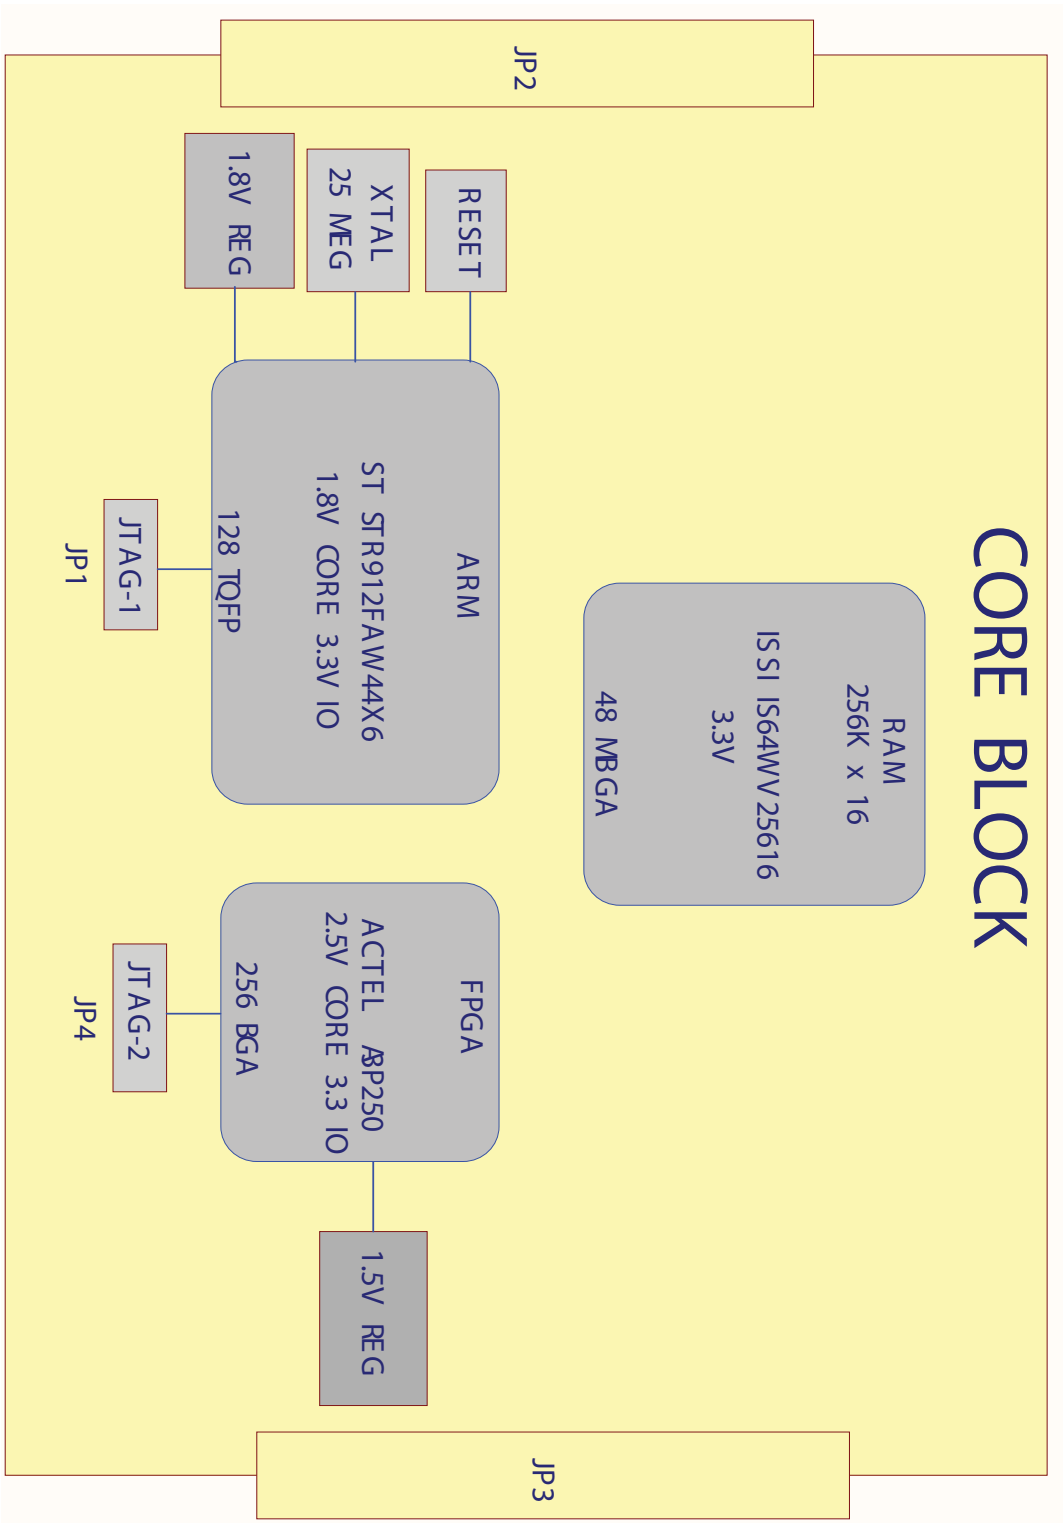 CORE BLOCK
RAM
256K x 16
ISSI IS64WV25616
3.3V
48 MBGA
JP2
RESET
XTAL
25 MEG
1.8V REG
ARM
ST STR912FAW44X6
1.8V CORE 3.3V IO
128 TQFP
JTAG-1
JP1
FPGA
ACTEL A3P250
2.5V CORE 3.3 IO
256 BGA
JTAG-2
JP4
1.5V REG
JP3